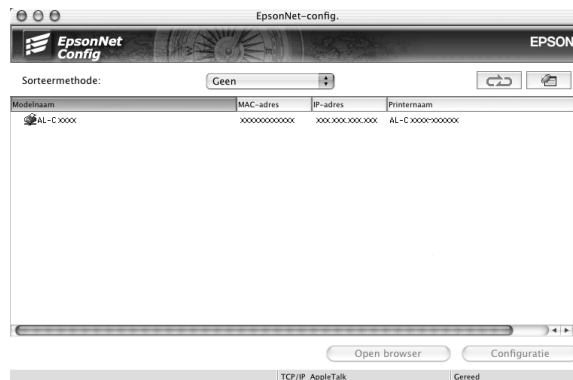 EpsonNet-config.
EpsonNet
Config
EPSON
Sorteermethode: Geen
Modelnaam MAC-adres IP-adres Printernaam
AL-C xxxx xxxxxxxxxxxx xxx.xxx.xxx.xxx AL-C xxxx-xxxxxx
Open browser Configuratie
TCP/IP AppleTalk Gereed